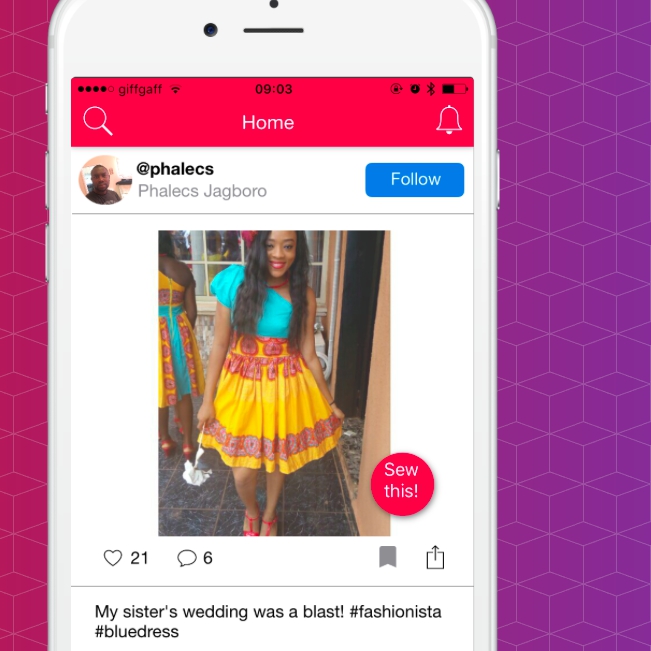 giffgaff 09:03
Home
@phalecs
Phalecs Jagboro
Follow
Sew
this!
21 6
My sister's wedding was a blast! #fashionista
#bluedress